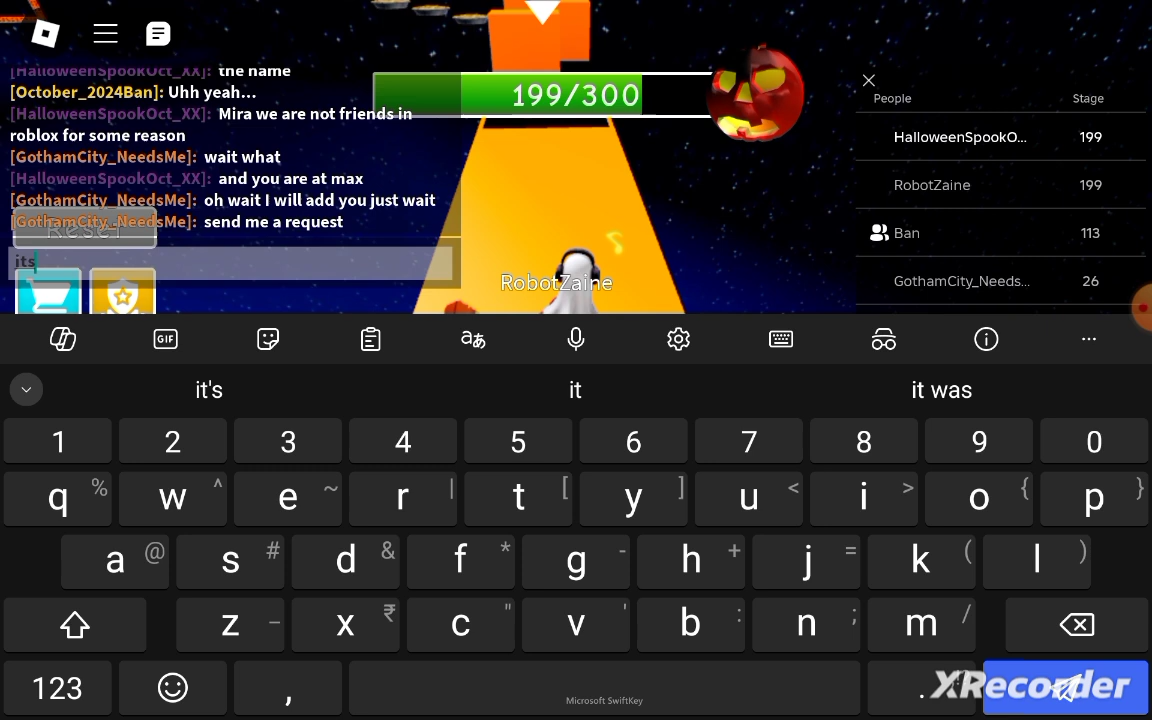 [HalloweenSpookOct_XX]: the name
[October_2024Ban]: Uhh yeah...
[HalloweenSpookOct_XX]: Mira we are not friends in
roblox for some reason
[GothamCity_NeedsMe]: wait what
[HalloweenSpookOct_XX]: and you are at max
[GothamCity_NeedsMe]: oh wait I will add you just wait
[GothamCity_NeedsMe]: send me a request
Reset
its
199/300
RobotZaine
People Stage
HalloweenSpookO... 199
RobotZaine 199
Ban 113
GothamCity_Needs... 26
GIF
it's it it was
1 2 3 4 5 6 7 8 9 0
q % w ^ e ~ r | t [ y ] u < i > o { p }
a @ s # d & f * g - h + j = k ( l )
z _ x ₹ c " v ' b : n ; m /
123 , Microsoft SwiftKey .
XRecorder